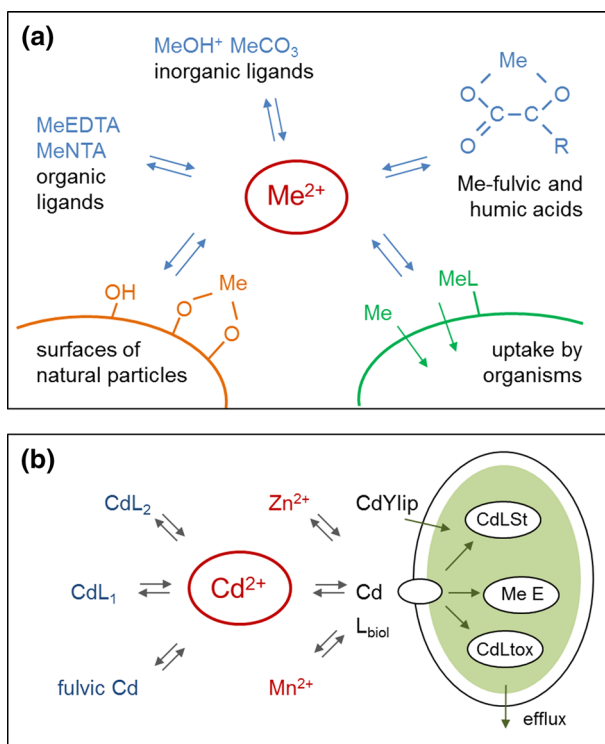 (a)
MeOH⁺ MeCO₃
inorganic ligands
MeEDTA
MeNTA
organic
ligands
Me
O O
C–C
O R
Me-fulvic and
humic acids
Me²⁺
OH
Me
O
O
surfaces of
natural particles
MeL
Me
uptake by
organisms
(b)
CdL₂
Zn²⁺
CdYlip
CdLSt
CdL₁
Cd²⁺
Cd
Me E
L_biol
CdLtox
fulvic Cd
Mn²⁺
efflux